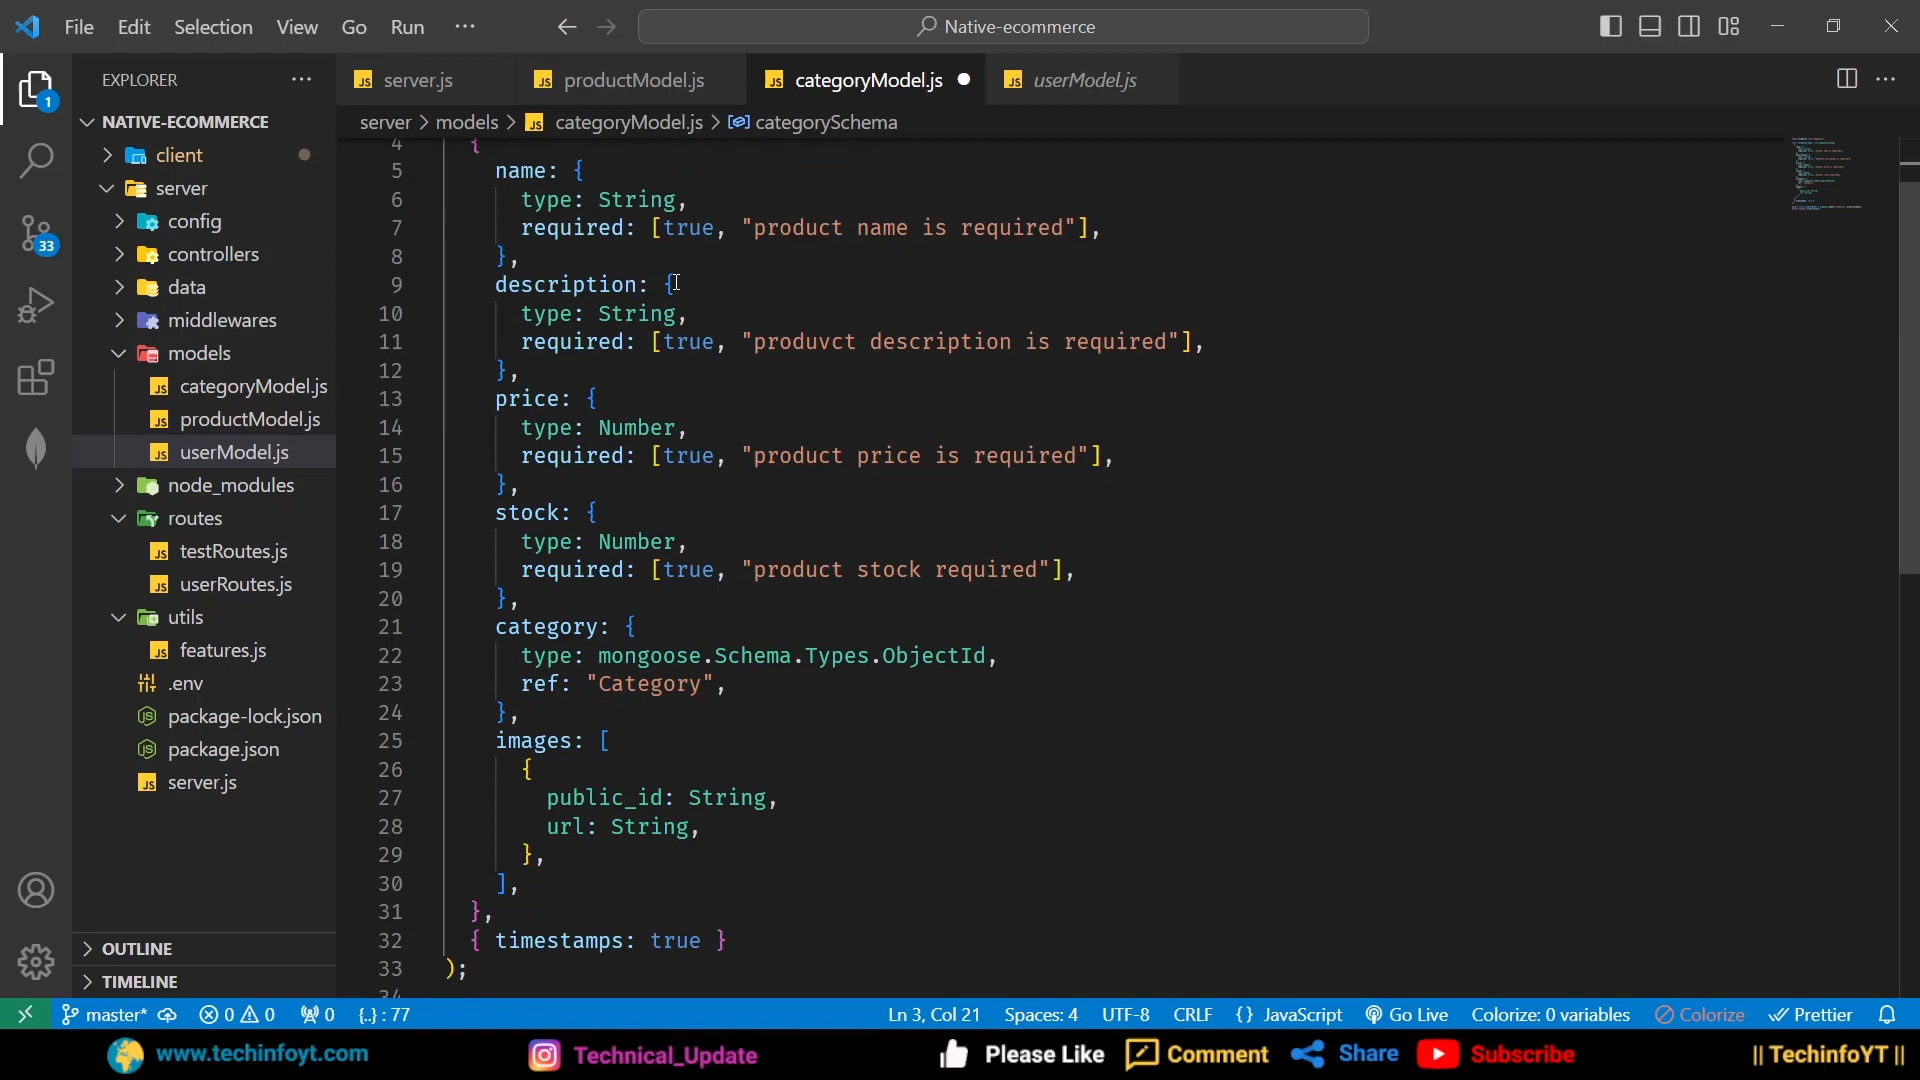 File Edit Selection View Go Run ···
Native-ecommerce
EXPLORER ···
server.js
productModel.js
categoryModel.js
userModel.js
NATIVE-ECOMMERCE
client
server
config
controllers
data
middlewares
models
categoryModel.js
productModel.js
userModel.js
node_modules
routes
testRoutes.js
userRoutes.js
utils
features.js
.env
package-lock.json
package.json
server.js
OUTLINE
TIMELINE
1
33
server > models > categoryModel.js > categorySchema
4 {
5 name: {
6 type: String,
7 required: [true, "product name is required"],
8 },
9 description: {
10 type: String,
11 required: [true, "produvct description is required"],
12 },
13 price: {
14 type: Number,
15 required: [true, "product price is required"],
16 },
17 stock: {
18 type: Number,
19 required: [true, "product stock required"],
20 },
21 category: {
22 type: mongoose.Schema.Types.ObjectId,
23 ref: "Category",
24 },
25 images: [
26 {
27 public_id: String,
28 url: String,
29 },
30 ],
31 },
32 { timestamps: true }
33 );
34
master* 0 0 0 {..} : 77 Ln 3, Col 21 Spaces: 4 UTF-8 CRLF {} JavaScript Go Live Colorize: 0 variables Colorize Prettier
www.techinfoyt.com Technical_Update Please Like Comment Share Subscribe || TechinfoYT ||